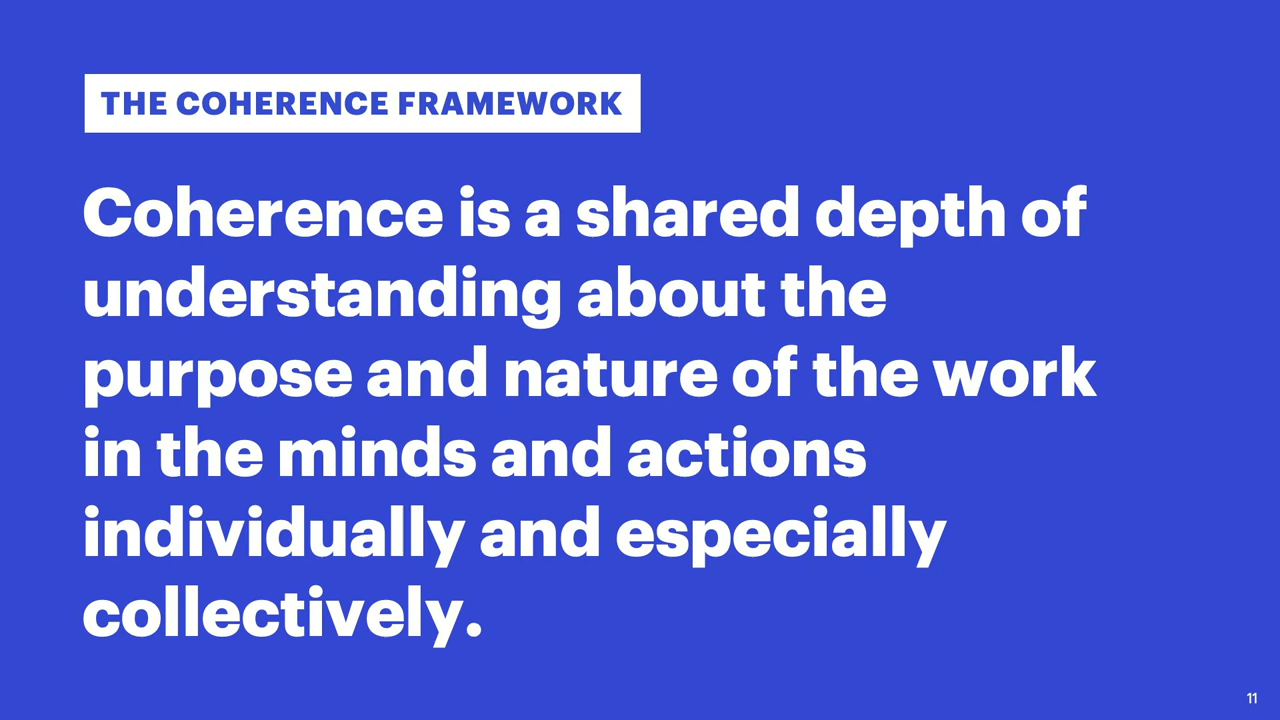 THE COHERENCE FRAMEWORK
Coherence is a shared depth of
understanding about the
purpose and nature of the work
in the minds and actions
individually and especially
collectively.
11